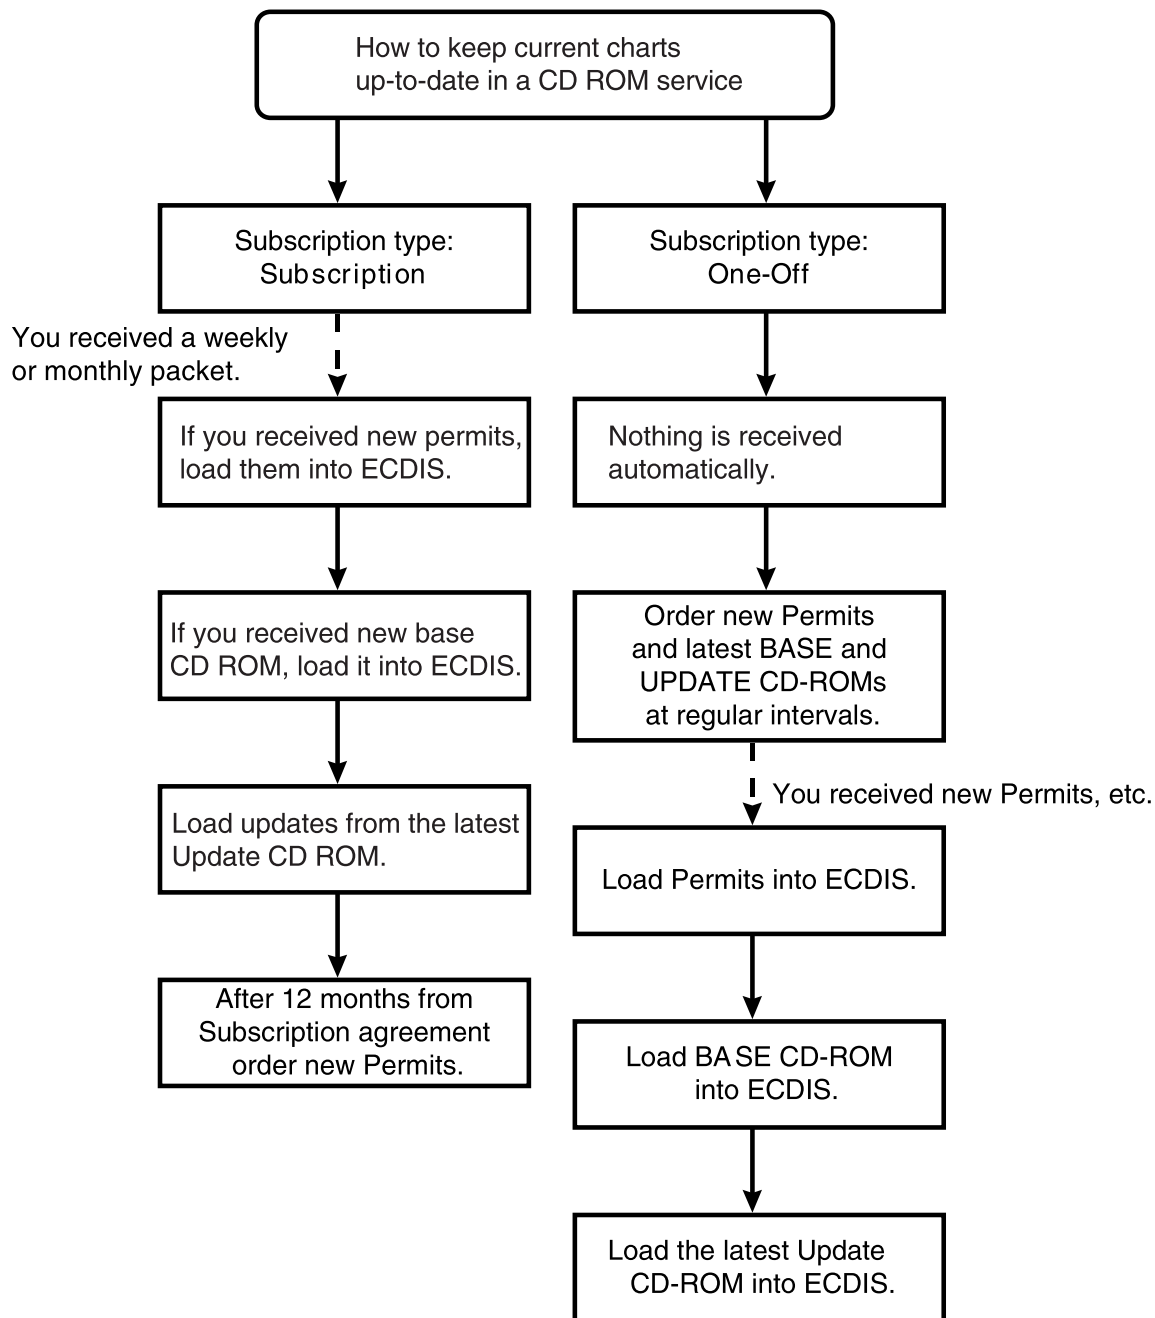 How to keep current charts
up-to-date in a CD ROM service
Subscription type:
Subscription
You received a weekly
or monthly packet.
If you received new permits,
load them into ECDIS.
If you received new base
CD ROM, load it into ECDIS.
Load updates from the latest
Update CD ROM.
After 12 months from
Subscription agreement
order new Permits.
Subscription type:
One-Off
Nothing is received
automatically.
Order new Permits
and latest BASE and
UPDATE CD-ROMs
at regular intervals.
You received new Permits, etc.
Load Permits into ECDIS.
Load BASE CD-ROM
into ECDIS.
Load the latest Update
CD-ROM into ECDIS.